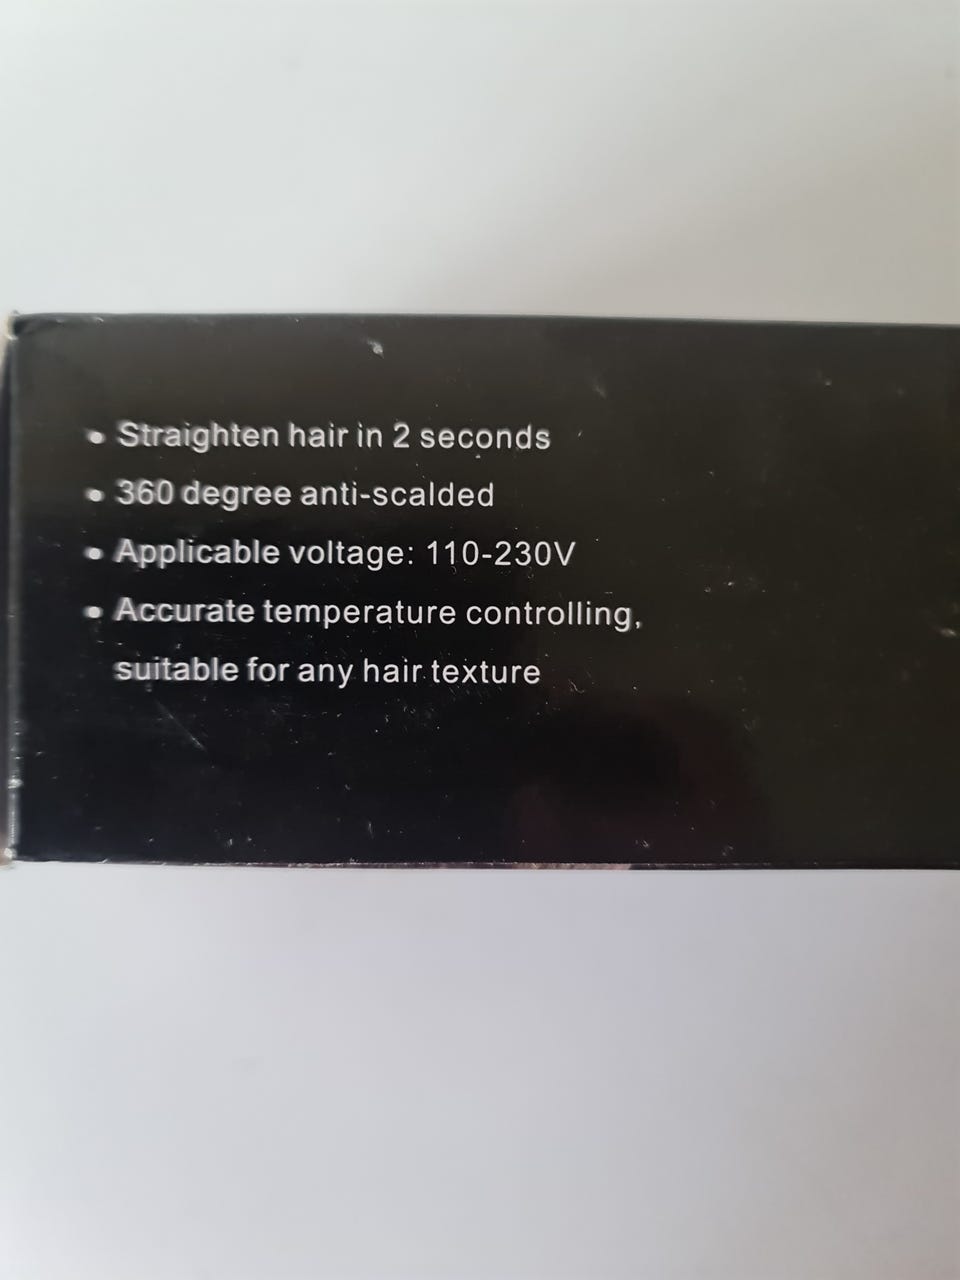 • Straighten hair in 2 seconds
• 360 degree anti-scalded
• Applicable voltage: 110-230V
• Accurate temperature controlling,
suitable for any hair texture